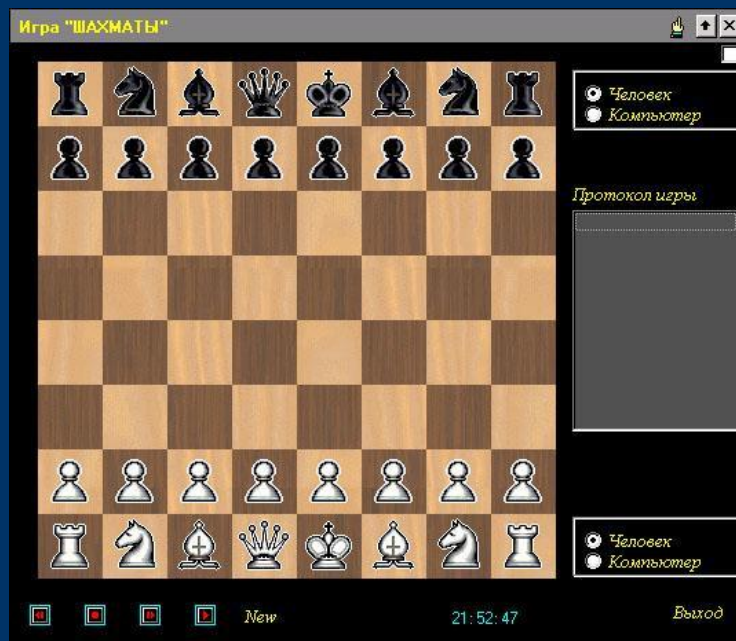 Игра "ШАХМАТЫ"
Человек
Компьютер
Протокол игры
Человек
Компьютер
New
21:52:47
Выход